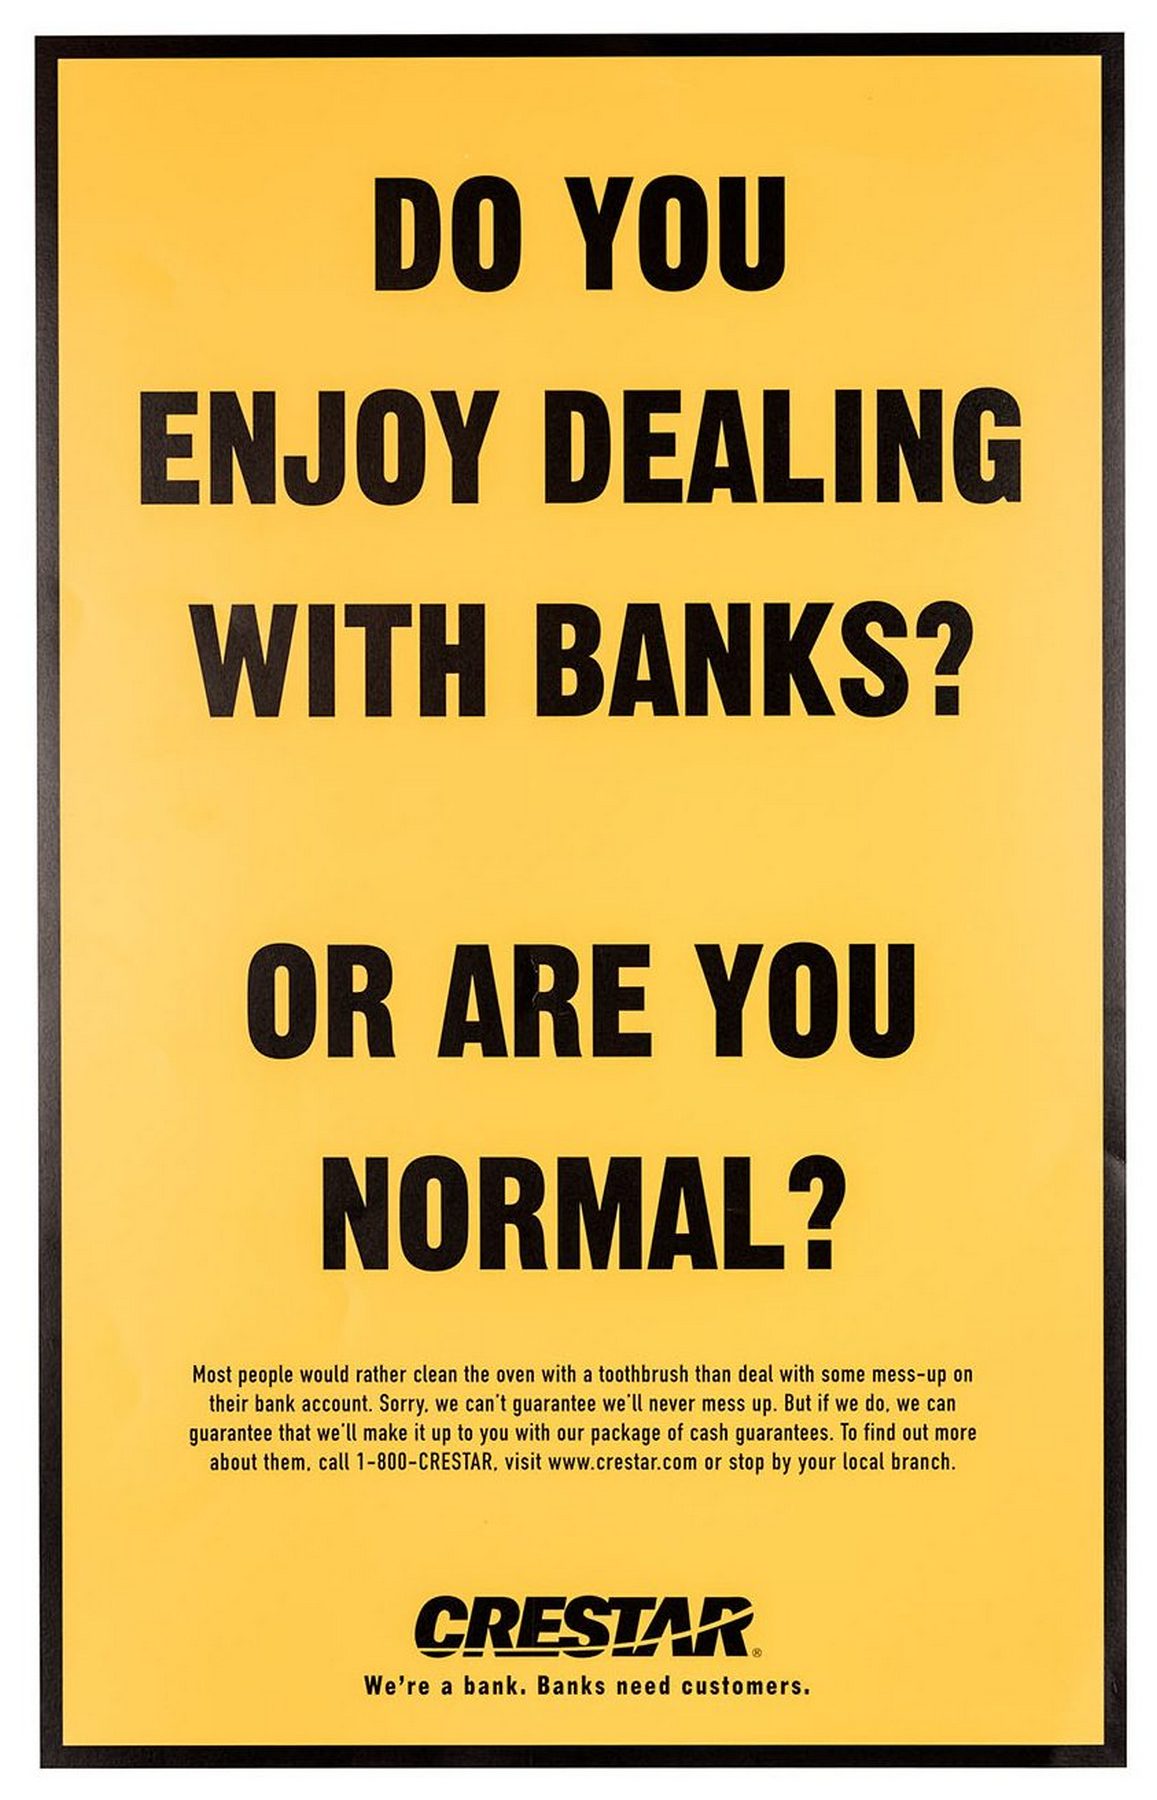 DO YOU
ENJOY DEALING
WITH BANKS?
OR ARE YOU
NORMAL?
Most people would rather clean the oven with a toothbrush than deal with some mess-up on
their bank account. Sorry, we can't guarantee we'll never mess up. But if we do, we can
guarantee that we'll make it up to you with our package of cash guarantees. To find out more
about them, call 1-800-CRESTAR, visit www.crestar.com or stop by your local branch.
CRESTAR®
We're a bank. Banks need customers.